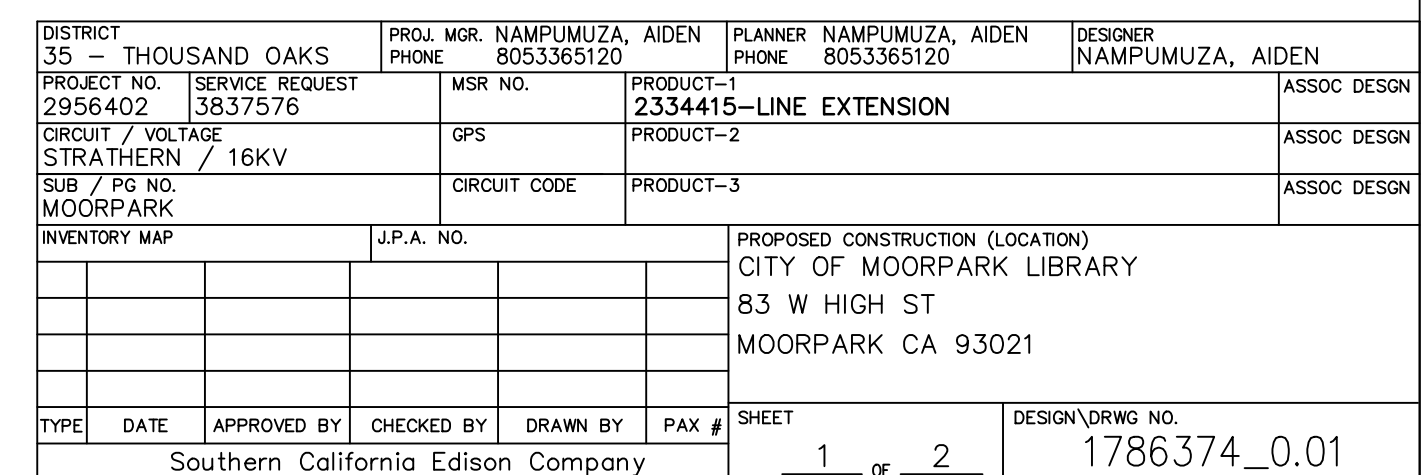 DISTRICT
35 – THOUSAND OAKS
PROJ. MGR. NAMPUMUZA, AIDEN
PHONE 8053365120
PLANNER NAMPUMUZA, AIDEN
PHONE 8053365120
DESIGNER
NAMPUMUZA, AIDEN
PROJECT NO.
2956402
SERVICE REQUEST
3837576
MSR NO.
PRODUCT–1
2334415–LINE EXTENSION
ASSOC DESGN
CIRCUIT / VOLTAGE
STRATHERN / 16KV
GPS
PRODUCT–2
ASSOC DESGN
SUB / PG NO.
MOORPARK
CIRCUIT CODE
PRODUCT–3
ASSOC DESGN
INVENTORY MAP
J.P.A. NO.
PROPOSED CONSTRUCTION (LOCATION)
CITY OF MOORPARK LIBRARY
83 W HIGH ST
MOORPARK CA 93021
TYPE DATE APPROVED BY CHECKED BY DRAWN BY PAX #
Southern California Edison Company
SHEET
1 OF 2
DESIGN\DRWG NO.
1786374_0.01